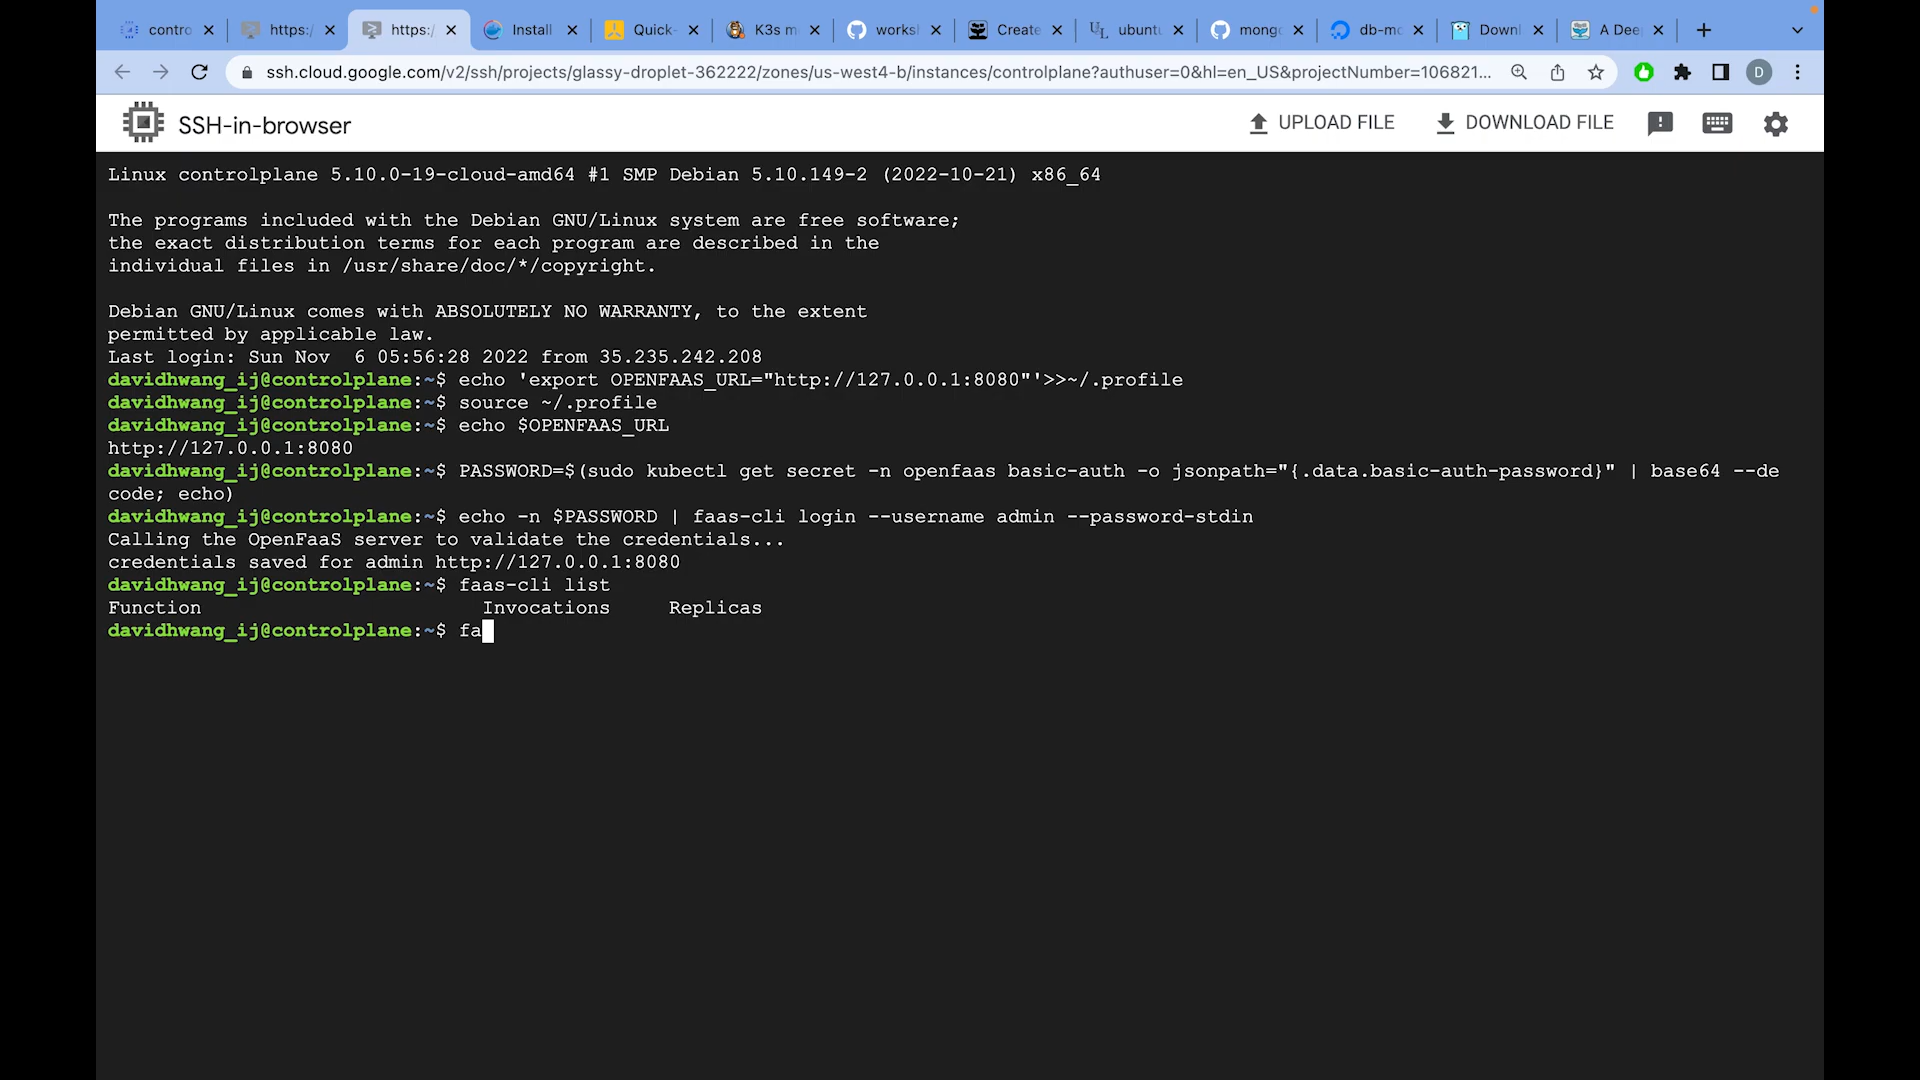 contro
https:/
https:/
Install
Quick-
K3s m
works
Create
ubunt
mong
db-mo
Downl
A Dee
ssh.cloud.google.com/v2/ssh/projects/glassy-droplet-362222/zones/us-west4-b/instances/controlplane?authuser=0&hl=en_US&projectNumber=106821...
D
SSH-in-browser
UPLOAD FILE
DOWNLOAD FILE
Linux controlplane 5.10.0-19-cloud-amd64 #1 SMP Debian 5.10.149-2 (2022-10-21) x86_64
The programs included with the Debian GNU/Linux system are free software;
the exact distribution terms for each program are described in the
individual files in /usr/share/doc/*/copyright.
Debian GNU/Linux comes with ABSOLUTELY NO WARRANTY, to the extent
permitted by applicable law.
Last login: Sun Nov  6 05:56:28 2022 from 35.235.242.208
davidhwang_ij@controlplane:~$ echo 'export OPENFAAS_URL="http://127.0.0.1:8080"'>>~/.profile
davidhwang_ij@controlplane:~$ source ~/.profile
davidhwang_ij@controlplane:~$ echo $OPENFAAS_URL
http://127.0.0.1:8080
davidhwang_ij@controlplane:~$ PASSWORD=$(sudo kubectl get secret -n openfaas basic-auth -o jsonpath="{.data.basic-auth-password}" | base64 --de
code; echo)
davidhwang_ij@controlplane:~$ echo -n $PASSWORD | faas-cli login --username admin --password-stdin
Calling the OpenFaaS server to validate the credentials...
credentials saved for admin http://127.0.0.1:8080
davidhwang_ij@controlplane:~$ faas-cli list
Function                        Invocations     Replicas
davidhwang_ij@controlplane:~$ fa